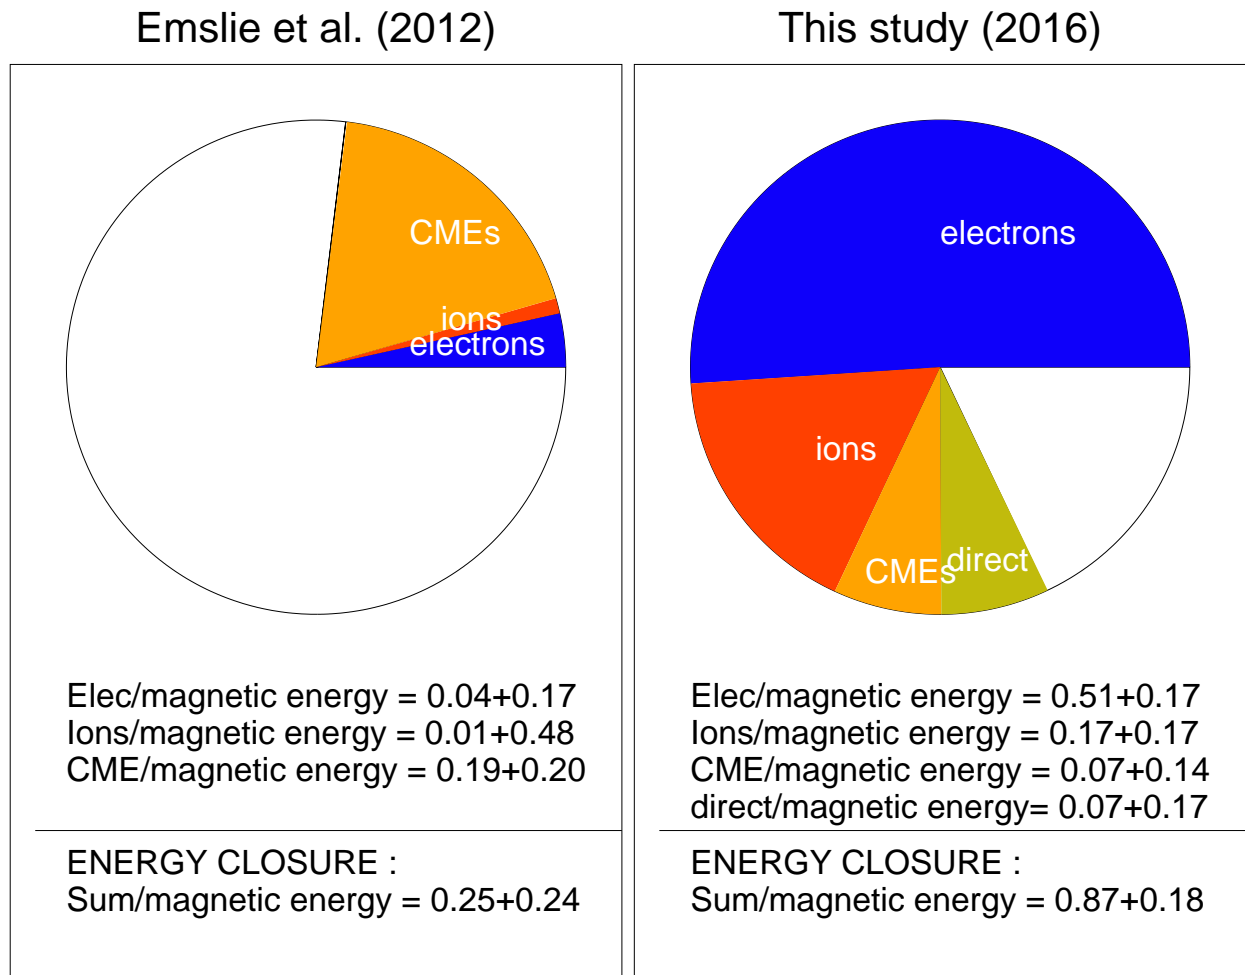 Emslie et al. (2012)
CMEs
ions
electrons
Elec/magnetic energy = 0.04+0.17
Ions/magnetic energy = 0.01+0.48
CME/magnetic energy = 0.19+0.20
ENERGY CLOSURE :
Sum/magnetic energy = 0.25+0.24
This study (2016)
electrons
ions
CMEs
direct
Elec/magnetic energy = 0.51+0.17
Ions/magnetic energy = 0.17+0.17
CME/magnetic energy = 0.07+0.14
direct/magnetic energy= 0.07+0.17
ENERGY CLOSURE :
Sum/magnetic energy = 0.87+0.18